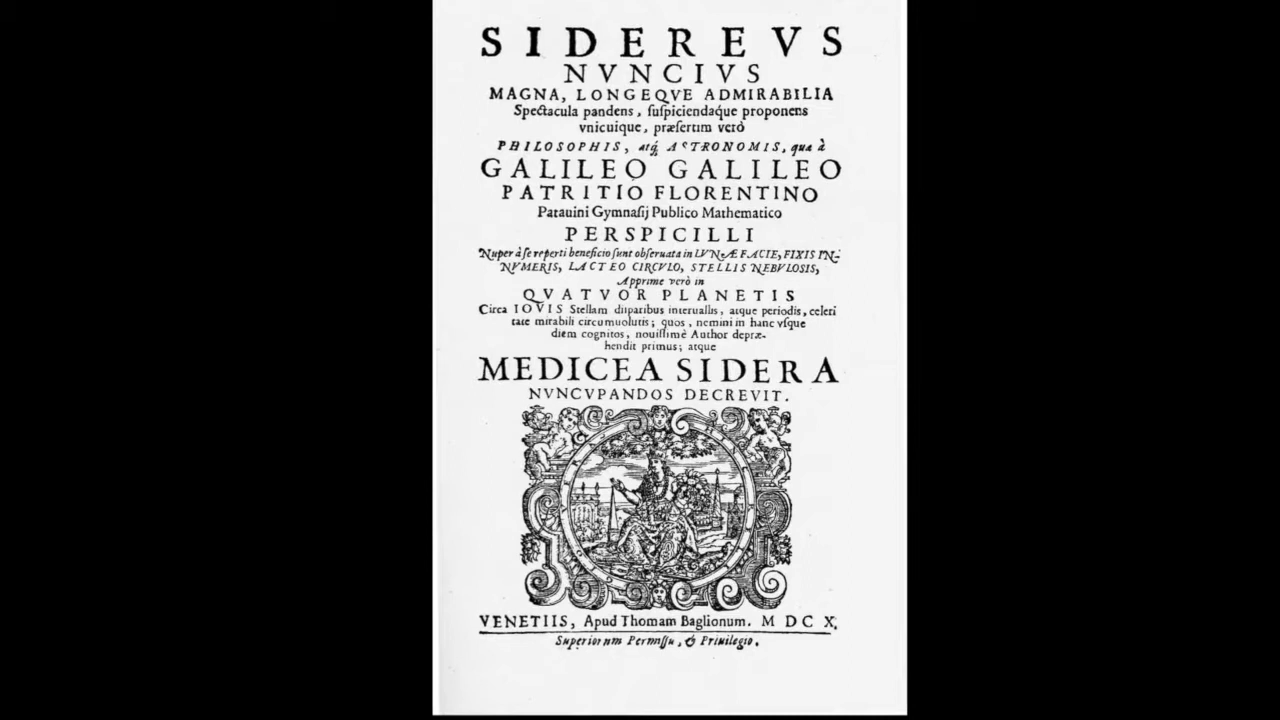 SIDEREVS
NVNCIVS
MAGNA, LONGEQVE ADMIRABILIA
Spectacula pandens, ſuſpiciendaq́ue proponens
vnicuique, præſertim verò
PHILOSOPHIS, atq́ ASTRONOMIS, quæ à
GALILEO GALILEO
PATRITIO FLORENTINO
Patauini Gymnaſij Publico Mathematico
PERSPICILLI
Nuper à ſe reperti beneficio ſunt obſeruata in LVNÆ FACIE, FIXIS IN-
NVMERIS, LACTEO CIRCVLO, STELLIS NEBVLOSIS,
Apprime verò in
QVATVOR PLANETIS
Circa IOVIS Stellam diſparibus interuallis, atque periodis, celeri
tate mirabili circumuolutis; quos, nemini in hanc vſque
diem cognitos, nouiſſimè Author depræ-
hendit primus; atque
MEDICEA SIDERA
NVNCVPANDOS DECREVIT.
VENETIIS, Apud Thomam Baglionum. M DC X.
Superiorum Permiſſu, & Priuilegio.